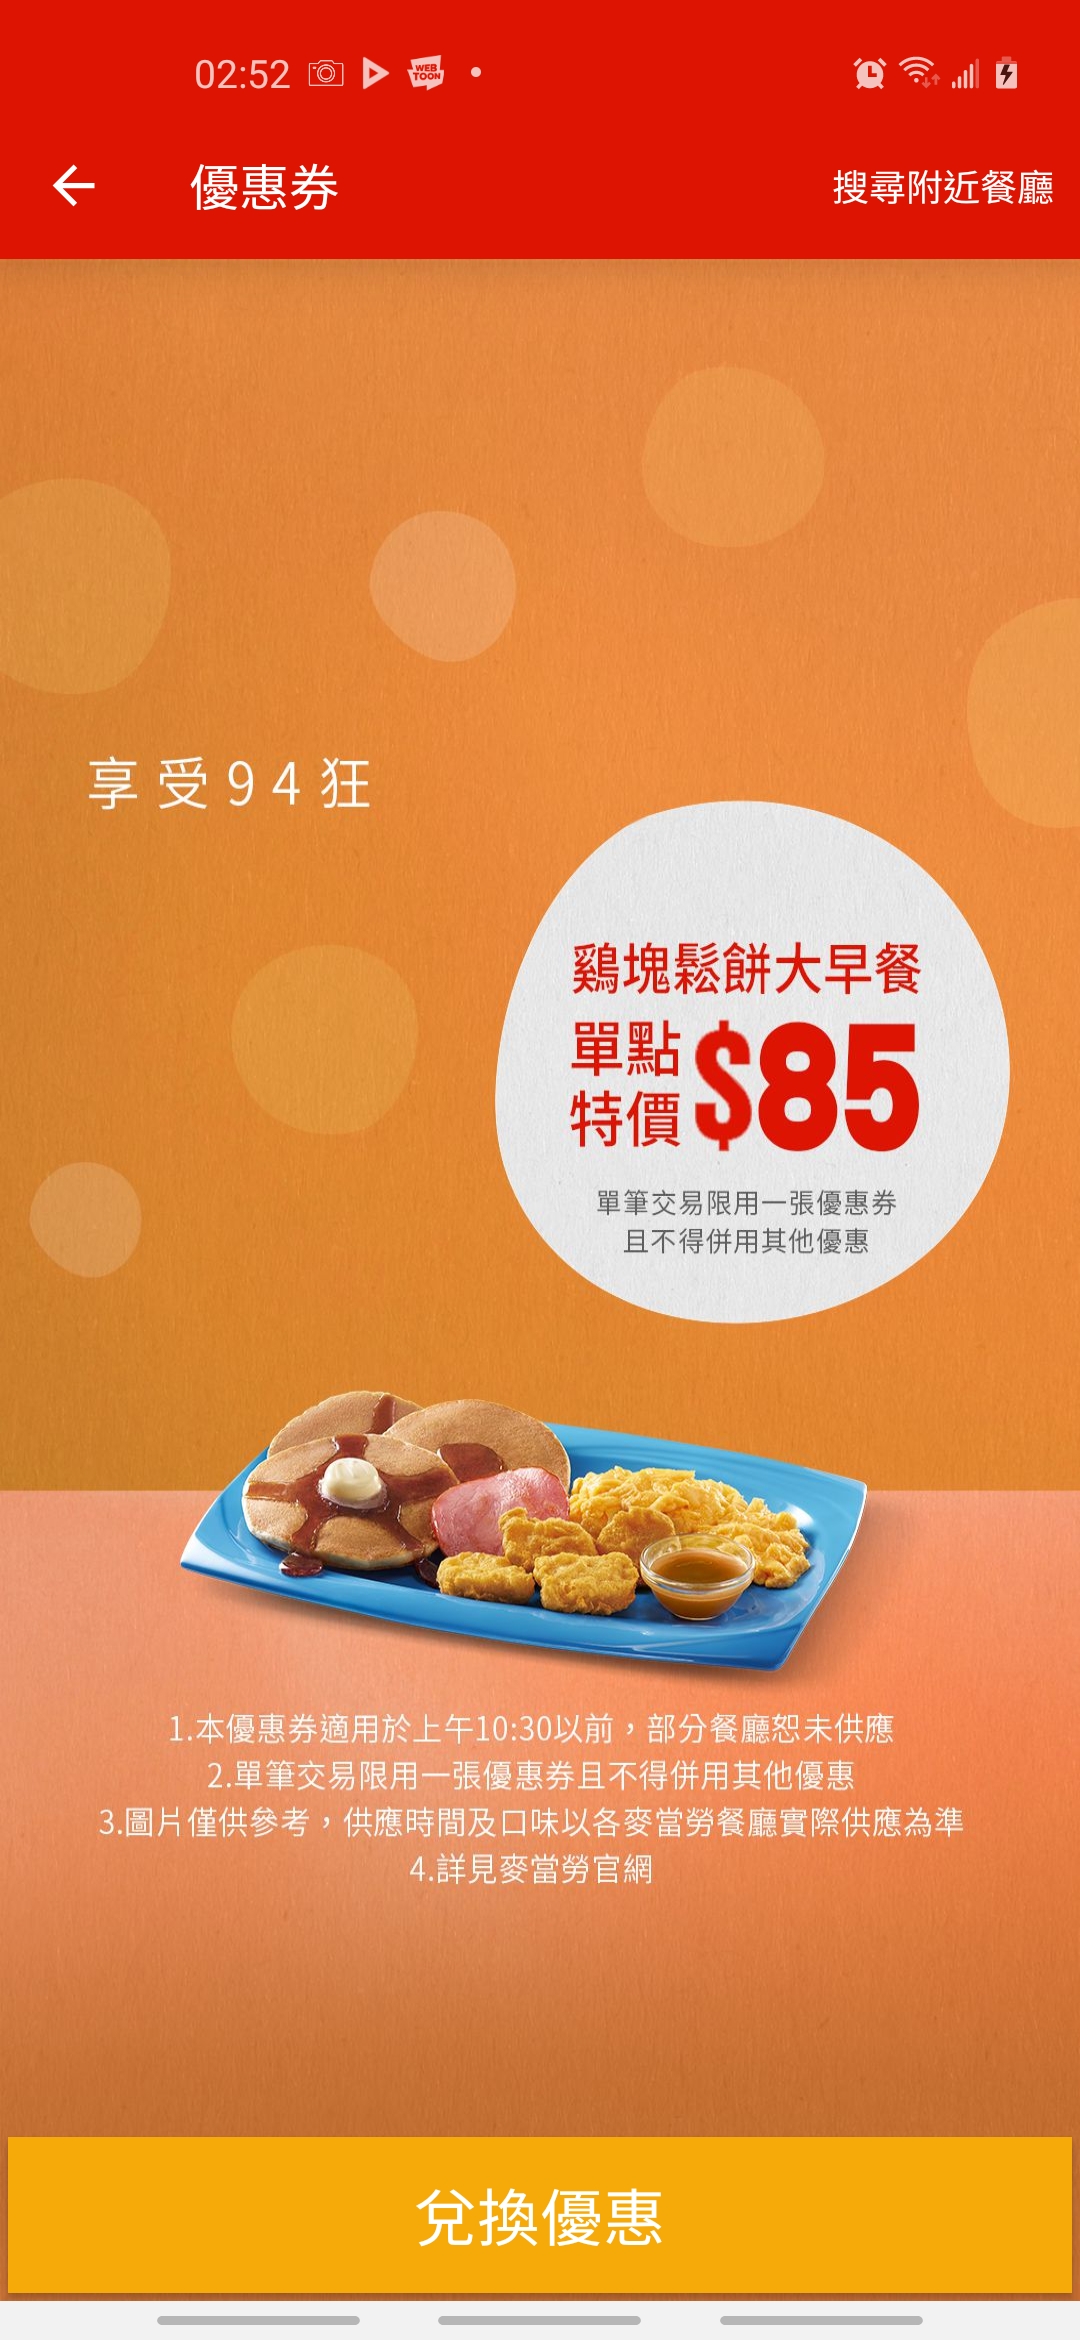 02:52
WEB
TOON
優惠券
搜尋附近餐廳
享受94狂
鷄塊鬆餅大早餐
單點
特價
$85
單筆交易限用一張優惠券
且不得併用其他優惠
1.本優惠券適用於上午10:30以前，部分餐廳恕未供應
2.單筆交易限用一張優惠券且不得併用其他優惠
3.圖片僅供參考，供應時間及口味以各麥當勞餐廳實際供應為準
4.詳見麥當勞官網
兌換優惠